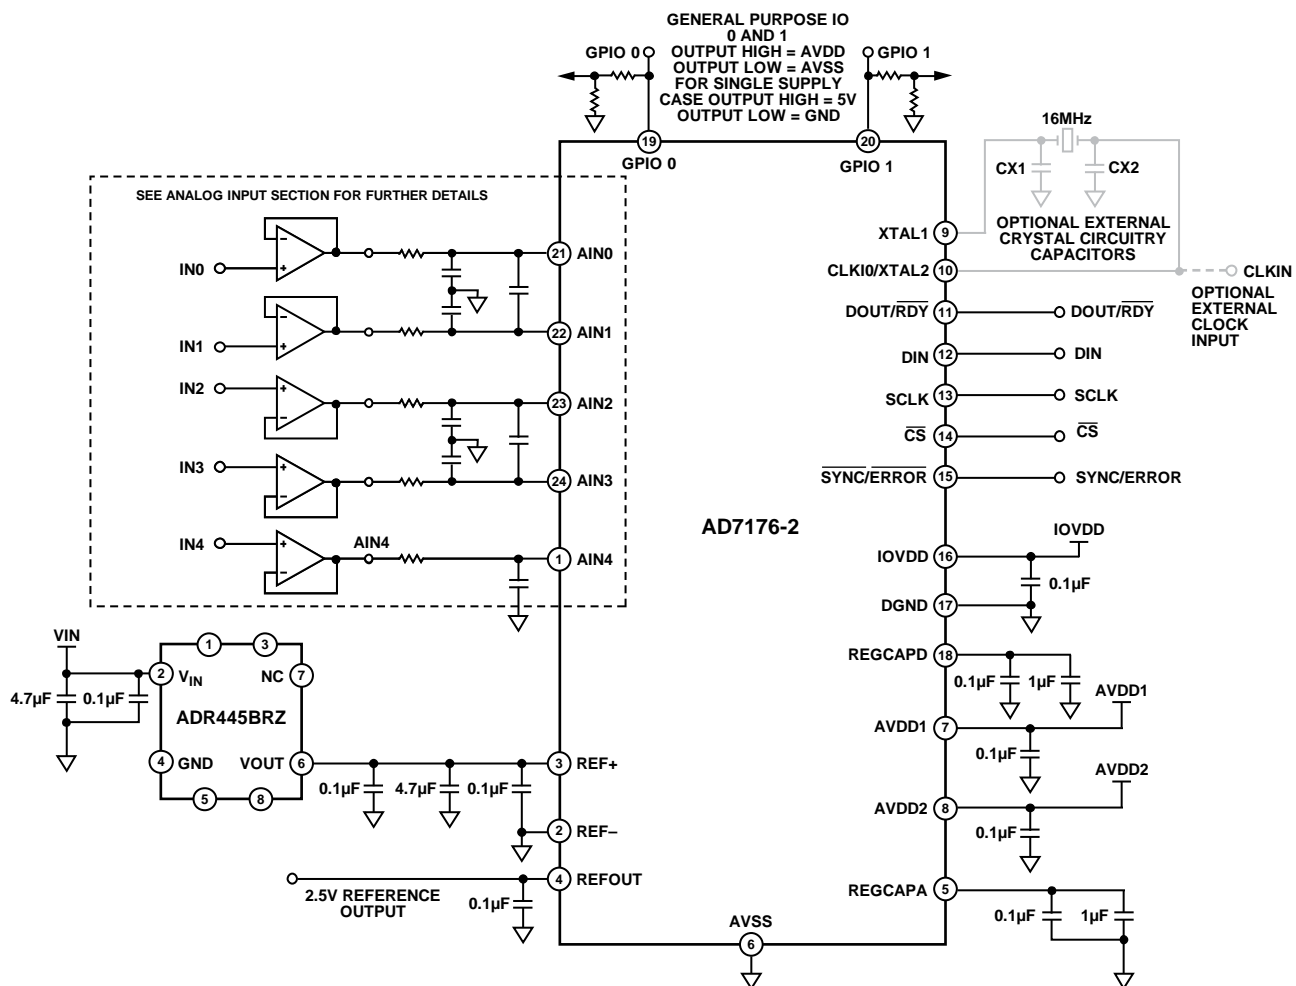 GENERAL PURPOSE IO
0 AND 1
OUTPUT HIGH = AVDD
OUTPUT LOW = AVSS
FOR SINGLE SUPPLY
CASE OUTPUT HIGH = 5V
OUTPUT LOW = GND
GPIO 0
GPIO 1
19
GPIO 0
20
GPIO 1
16MHz
CX1
CX2
OPTIONAL EXTERNAL
CRYSTAL CIRCUITRY
CAPACITORS
SEE ANALOG INPUT SECTION FOR FURTHER DETAILS
IN0
–
+
21
AIN0
IN1
–
+
22
AIN1
IN2
+
–
23
AIN2
IN3
+
–
24
AIN3
IN4
+
–
AIN4
1
AIN4
XTAL1
9
CLKI0/XTAL2
10
CLKIN
OPTIONAL
EXTERNAL
CLOCK
INPUT
DOUT/RDY
11
DOUT/RDY
DIN
12
DIN
SCLK
13
SCLK
CS
14
CS
SYNC/ERROR
15
SYNC/ERROR
AD7176-2
IOVDD
16
IOVDD
0.1µF
DGND
17
REGCAPD
18
0.1µF
1µF
AVDD1
7
AVDD1
0.1µF
AVDD2
8
AVDD2
0.1µF
REGCAPA
5
0.1µF
1µF
VIN
4.7µF
0.1µF
1
3
2
VIN
NC
7
ADR445BRZ
4
GND
VOUT
6
5
8
0.1µF
4.7µF
0.1µF
3
REF+
2
REF–
4
REFOUT
2.5V REFERENCE
OUTPUT
0.1µF
AVSS
6